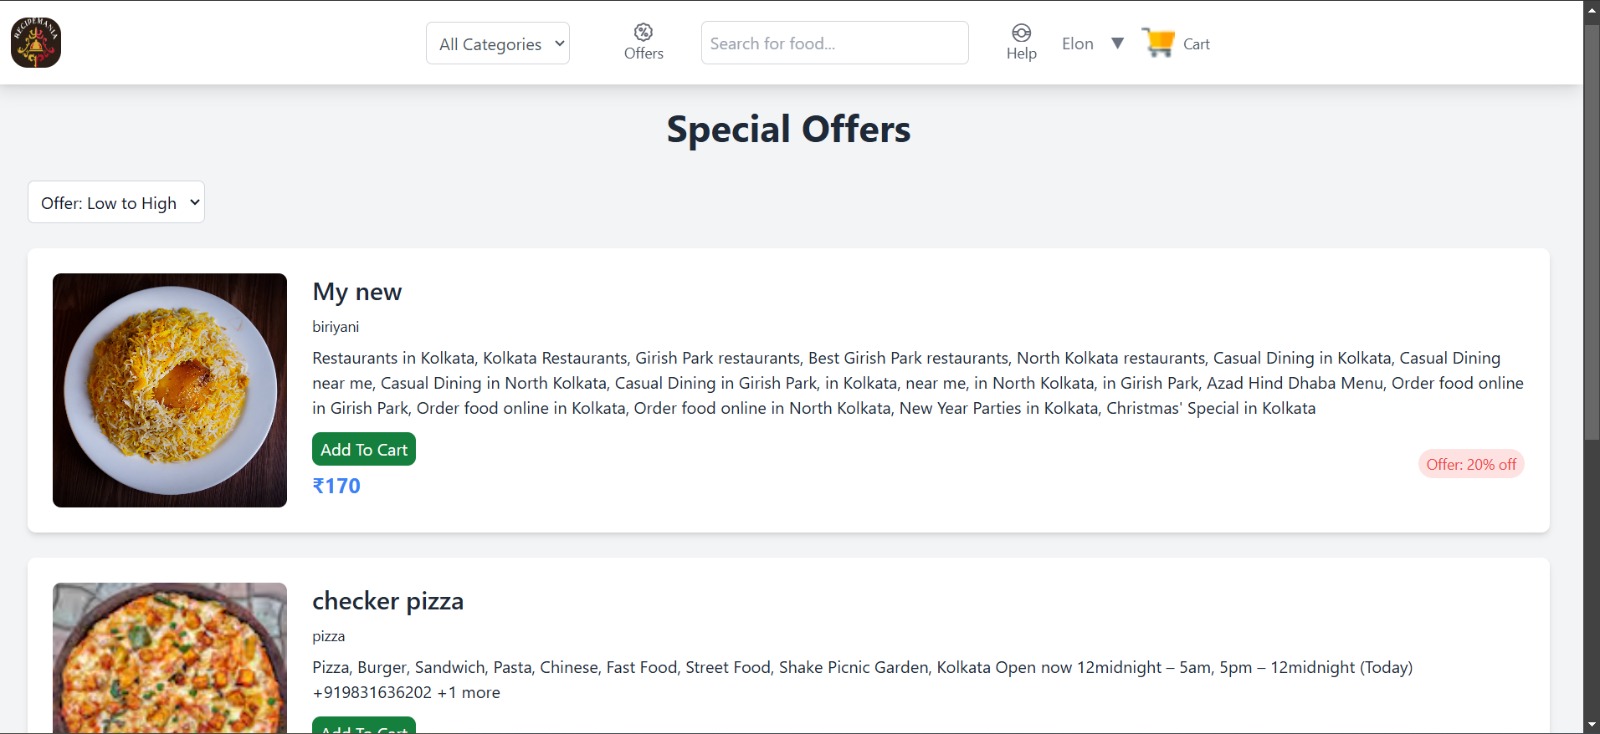 RECIDEMANIA
All Categories
Offers
Search for food...
Help
Elon ▼
Cart
Special Offers
Offer: Low to High
My new
biriyani
Restaurants in Kolkata, Kolkata Restaurants, Girish Park restaurants, Best Girish Park restaurants, North Kolkata restaurants, Casual Dining in Kolkata, Casual Dining
near me, Casual Dining in North Kolkata, Casual Dining in Girish Park, in Kolkata, near me, in North Kolkata, in Girish Park, Azad Hind Dhaba Menu, Order food online
in Girish Park, Order food online in Kolkata, Order food online in North Kolkata, New Year Parties in Kolkata, Christmas' Special in Kolkata
Add To Cart
Offer: 20% off
₹170
checker pizza
pizza
Pizza, Burger, Sandwich, Pasta, Chinese, Fast Food, Street Food, Shake Picnic Garden, Kolkata Open now 12midnight – 5am, 5pm – 12midnight (Today)
+919831636202 +1 more
Add To Cart